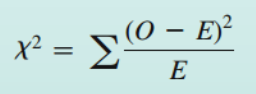 χ² = ∑ (O − E)² / E